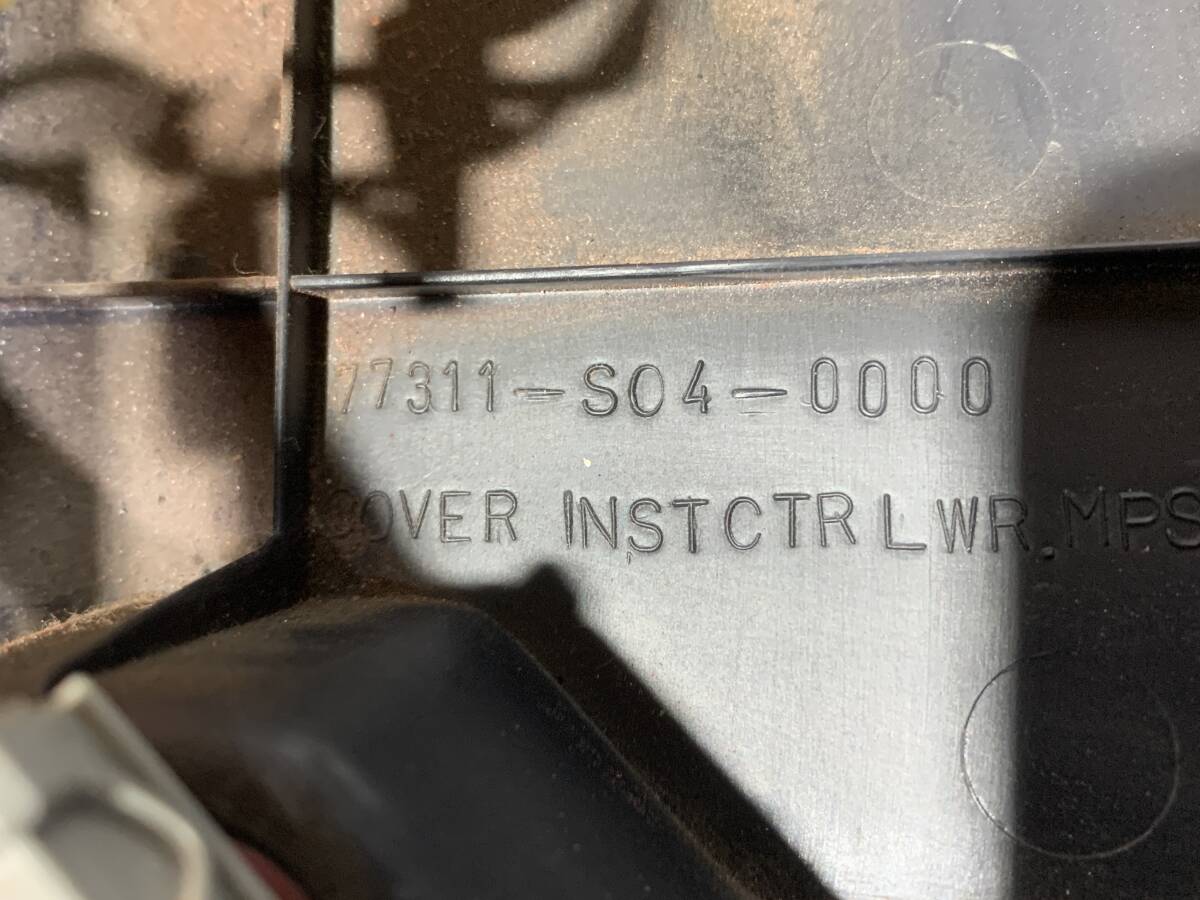 77311-S04-0000
COVER INSTCTR LWR.MPS